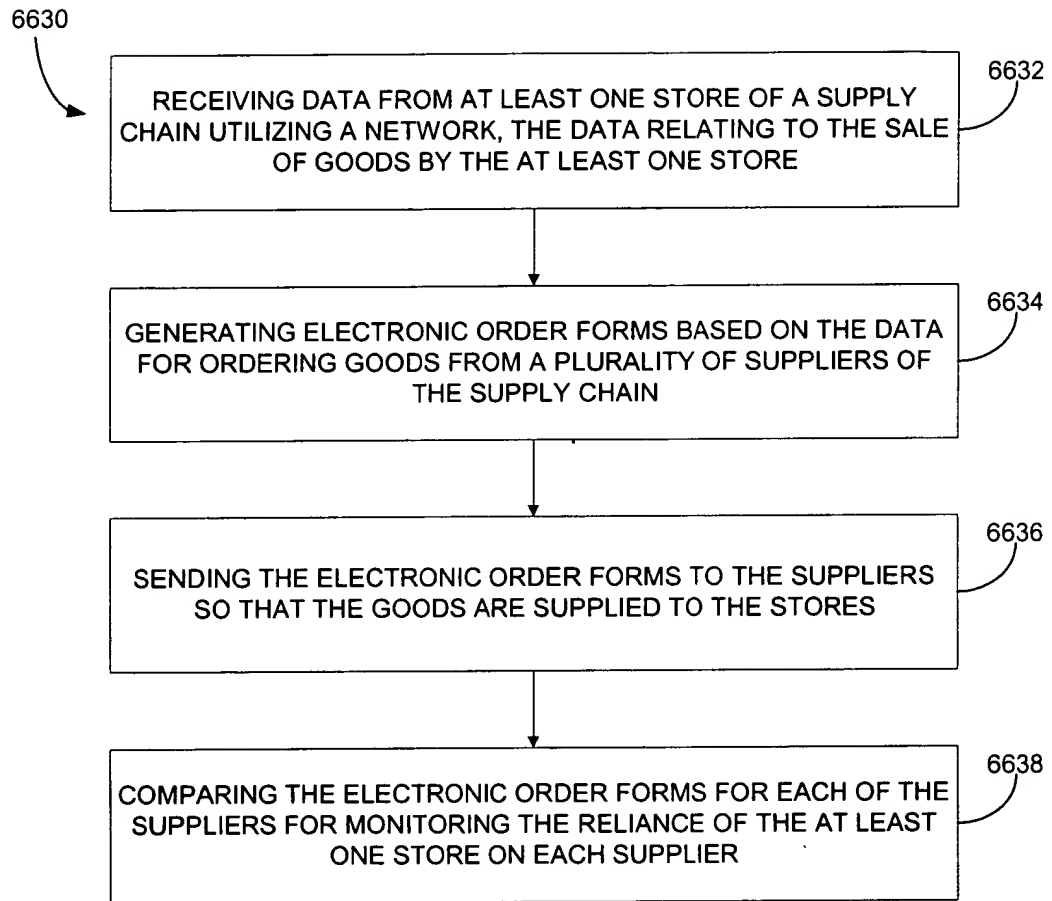 6630
6632
RECEIVING DATA FROM AT LEAST ONE STORE OF A SUPPLY
CHAIN UTILIZING A NETWORK, THE DATA RELATING TO THE SALE
OF GOODS BY THE AT LEAST ONE STORE
6634
GENERATING ELECTRONIC ORDER FORMS BASED ON THE DATA
FOR ORDERING GOODS FROM A PLURALITY OF SUPPLIERS OF
THE SUPPLY CHAIN
6636
SENDING THE ELECTRONIC ORDER FORMS TO THE SUPPLIERS
SO THAT THE GOODS ARE SUPPLIED TO THE STORES
6638
COMPARING THE ELECTRONIC ORDER FORMS FOR EACH OF THE
SUPPLIERS FOR MONITORING THE RELIANCE OF THE AT LEAST
ONE STORE ON EACH SUPPLIER